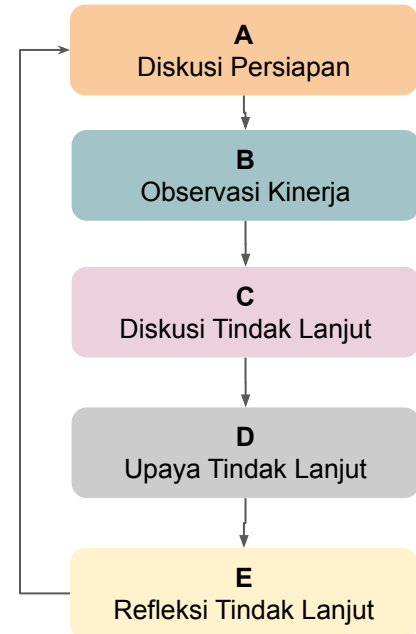 A
Diskusi Persiapan
B
Observasi Kinerja
C
Diskusi Tindak Lanjut
D
Upaya Tindak Lanjut
E
Refleksi Tindak Lanjut